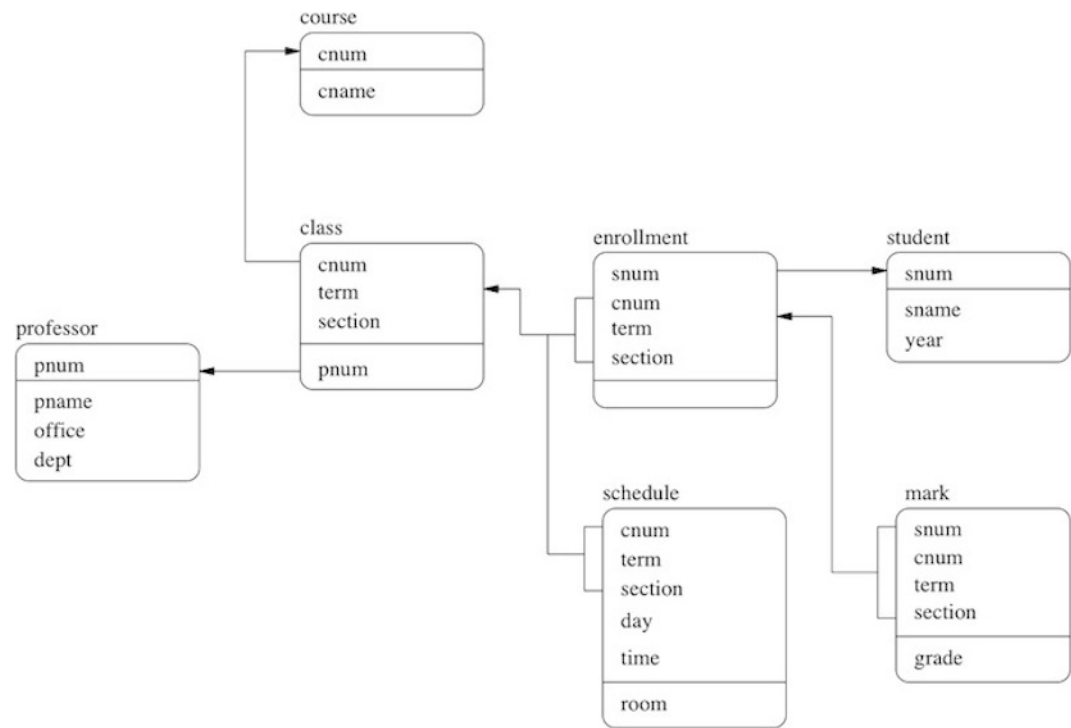 course
cnum
cname
class
cnum
term
section
pnum
professor
pnum
pname
office
dept
enrollment
snum
cnum
term
section
student
snum
sname
year
schedule
cnum
term
section
day
time
room
mark
snum
cnum
term
section
grade